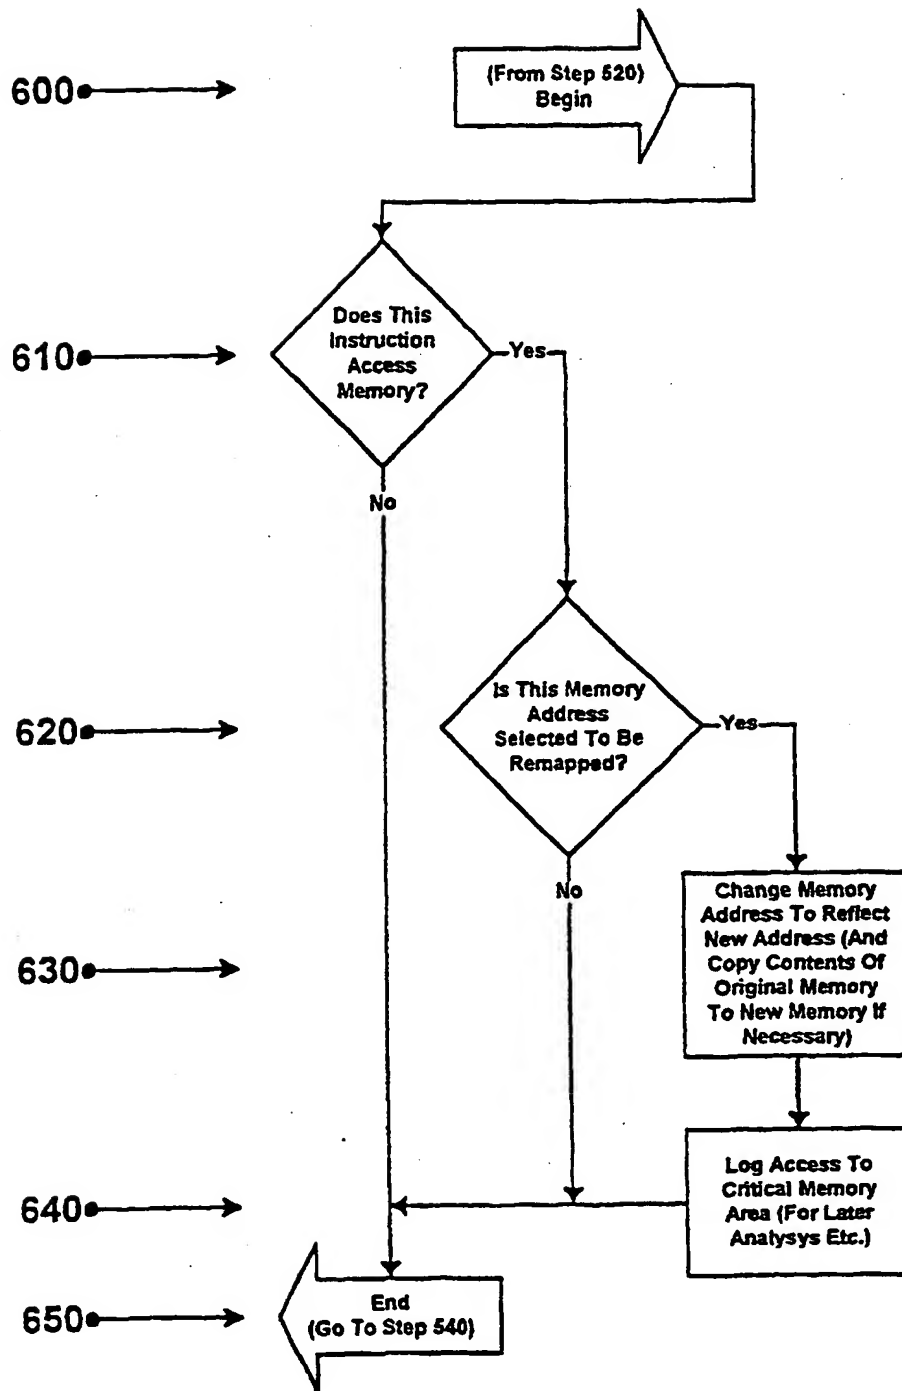 600
(From Step 520)
Begin
610
Does This
Instruction
Access
Memory?
Yes
No
620
Is This Memory
Address
Selected To Be
Remapped?
Yes
No
630
Change Memory
Address To Reflect
New Address (And
Copy Contents Of
Original Memory
To New Memory If
Necessary)
640
Log Access To
Critical Memory
Area (For Later
Analysys Etc.)
650
End
(Go To Step 540)